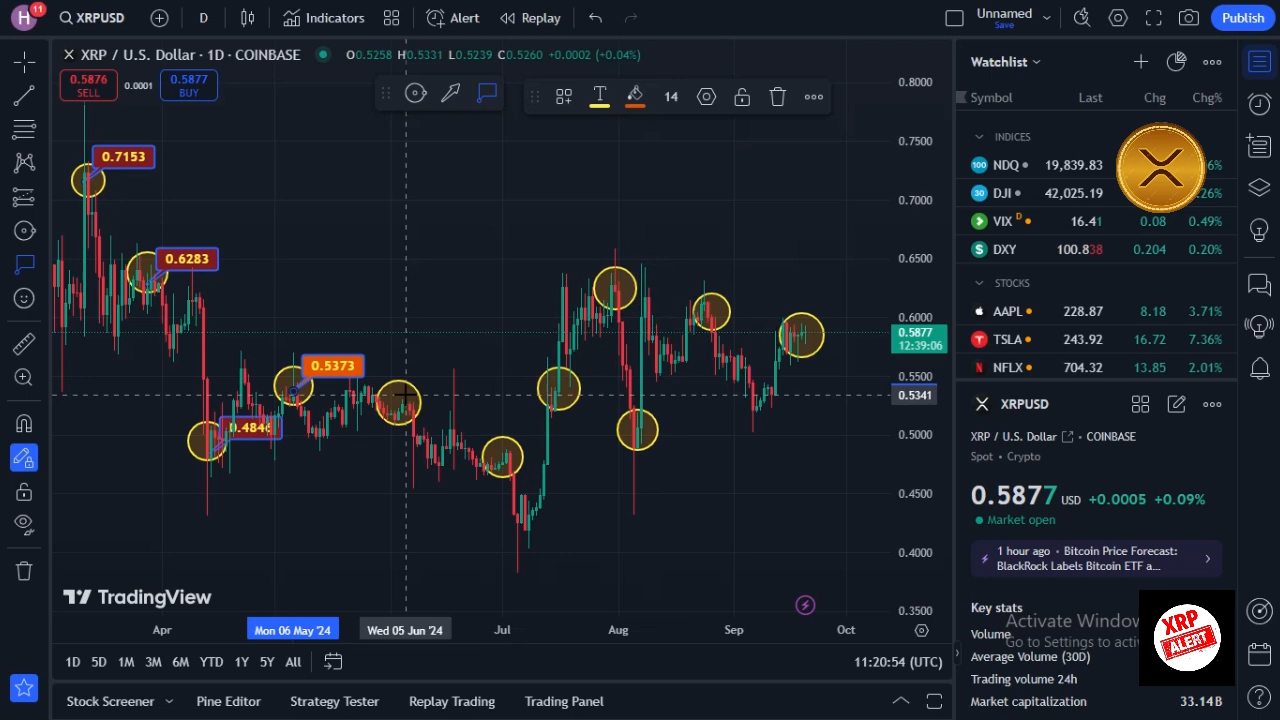 H 11 XRPUSD D Indicators Alert Replay Unnamed Save Publish
XRP / U.S. Dollar · 1D · COINBASE O0.5258 H0.5331 L0.5239 C0.5260 +0.0002 (+0.04%)
0.5876 SELL 0.0001 0.5877 BUY
14
0.7153
0.6283
0.5373
0.4846
0.8000
0.7500
0.7000
0.6500
0.6000
0.5877
12:39:06
0.5500
0.5341
0.5000
0.4500
0.4000
0.3500
TradingView
Apr Mon 06 May '24 Wed 05 Jun '24 Jul Aug Sep Oct
1D 5D 1M 3M 6M YTD 1Y 5Y All 11:20:54 (UTC)
Stock Screener Pine Editor Strategy Tester Replay Trading Trading Panel
Watchlist
Symbol Last Chg Chg%
INDICES
100 NDQ 19,839.83 6%
30 DJI 42,025.19 .26%
VIX D 16.41 0.08 0.49%
DXY 100.838 0.204 0.20%
STOCKS
AAPL 228.87 8.18 3.71%
TSLA 243.92 16.72 7.36%
NFLX 704.32 13.85 2.01%
XRPUSD
XRP / U.S. Dollar · COINBASE
Spot · Crypto
0.5877 USD +0.0005 +0.09%
Market open
1 hour ago · Bitcoin Price Forecast:
BlackRock Labels Bitcoin ETF a...
Key stats
Activate Window
Volume
Go to Settings to acti
Average Volume (30D)
Trading volume 24h
Market capitalization 33.14B
XRP
ALERT